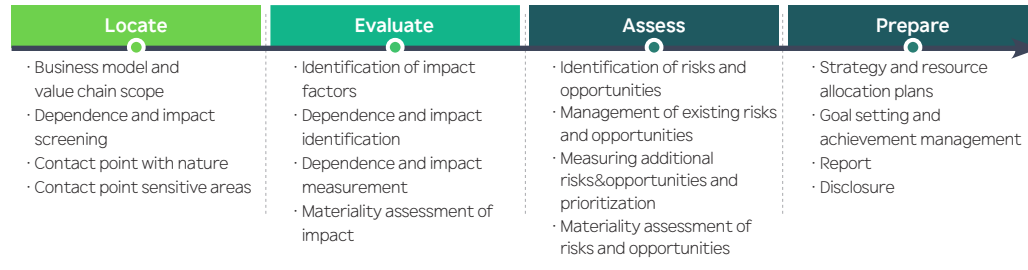 Locate
· Business model and
value chain scope
· Dependence and impact
screening
· Contact point with nature
· Contact point sensitive areas
Evaluate
· Identification of impact
factors
· Dependence and impact
identification
· Dependence and impact
measurement
· Materiality assessment of
impact
Assess
· Identification of risks and
opportunities
· Management of existing risks
and opportunities
· Measuring additional
risks&opportunities and
prioritization
· Materiality assessment of
risks and opportunities
Prepare
· Strategy and resource
allocation plans
· Goal setting and
achievement management
· Report
· Disclosure